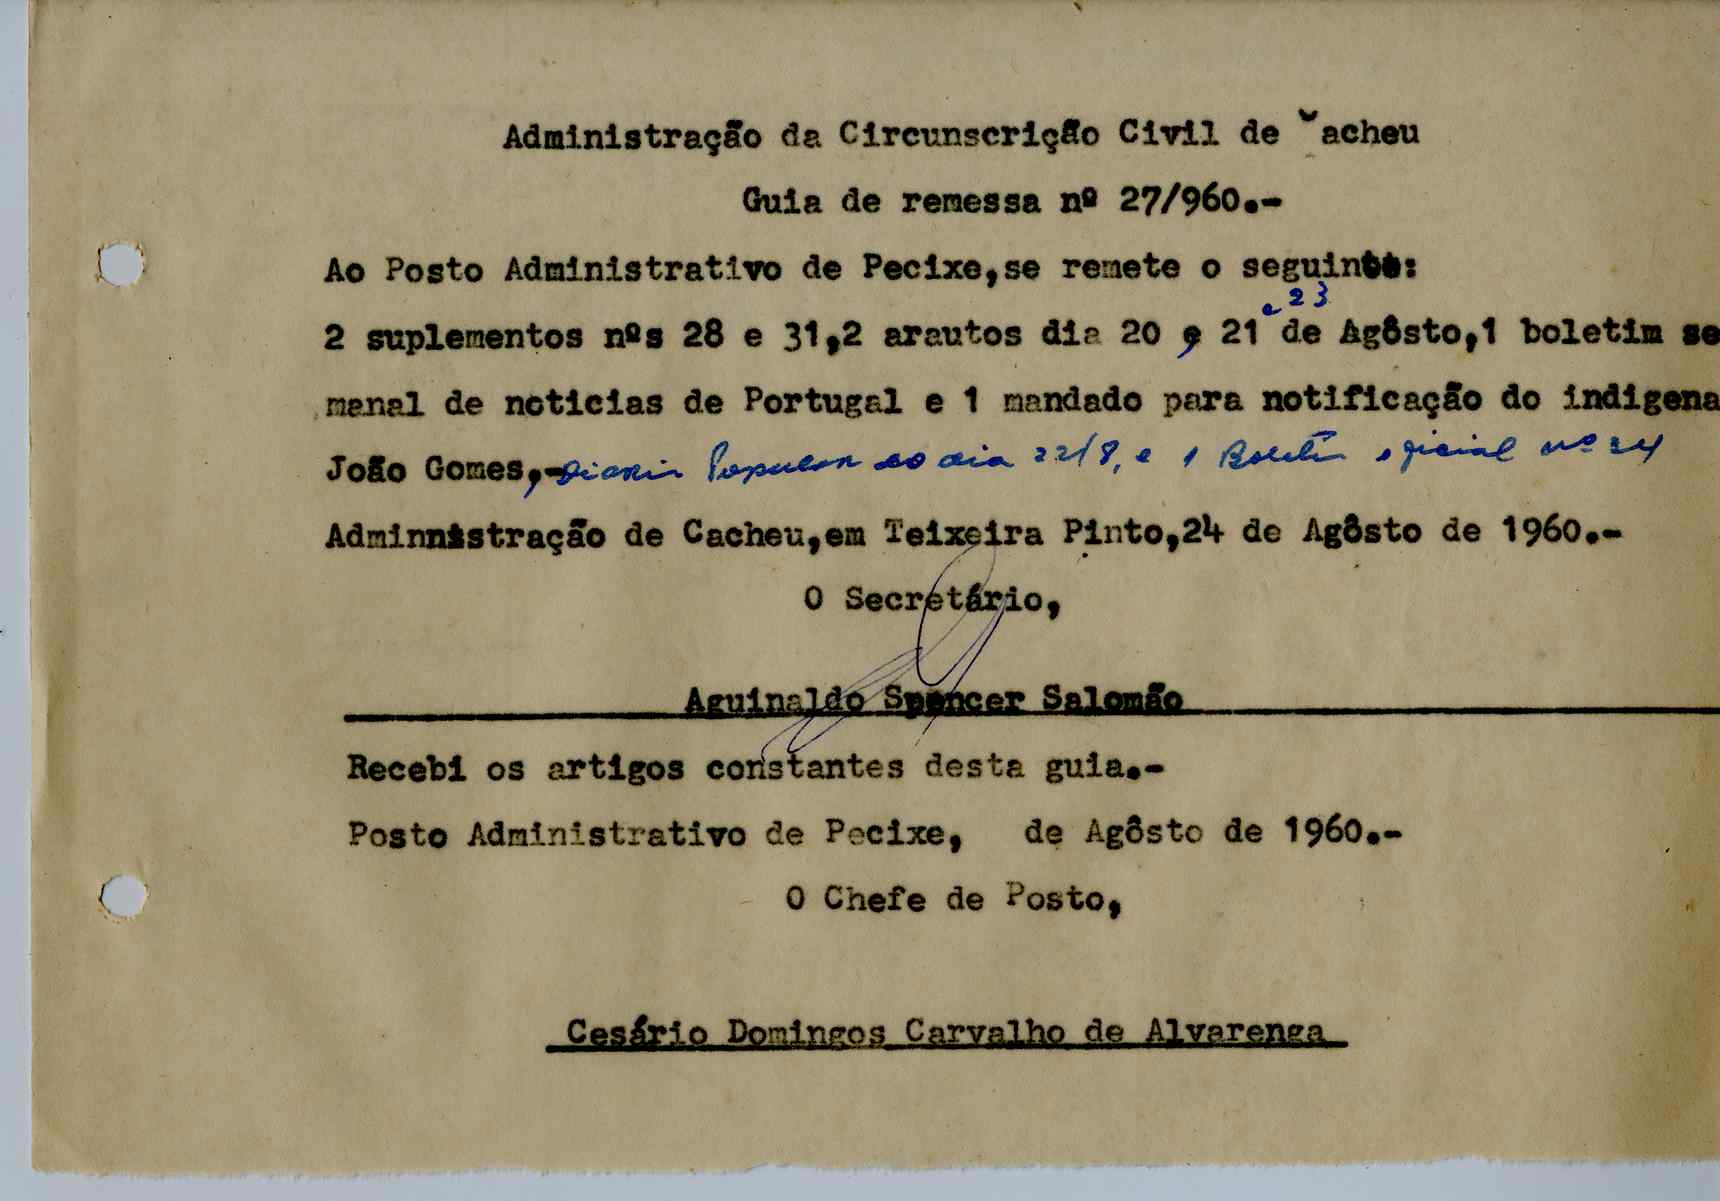 Administração da Circunscrição Civil de Cacheu
Guia de remessa nº 27/960.-
Ao Posto Administrativo de Pecixe,se remete o seguinte:
e 23
2 suplementos nºs 28 e 31,2 arautos dia 20 , 21 de Agôsto,1 boletim se
manal de noticias de Portugal e 1 mandado para notificação do indigena
João Gomes, Diario Popular do dia 22/8, e 1 Boletim oficial nº 34
Adminnistração de Cacheu,em Teixeira Pinto,24 de Agôsto de 1960.-
O Secretário,
Aguinaldo Spencer Salomão
Recebi os artigos constantes desta guia.-
Posto Administrativo de Pecixe, de Agôsto de 1960.-
O Chefe de Posto,
Cesário Domingos Carvalho de Alvarenga